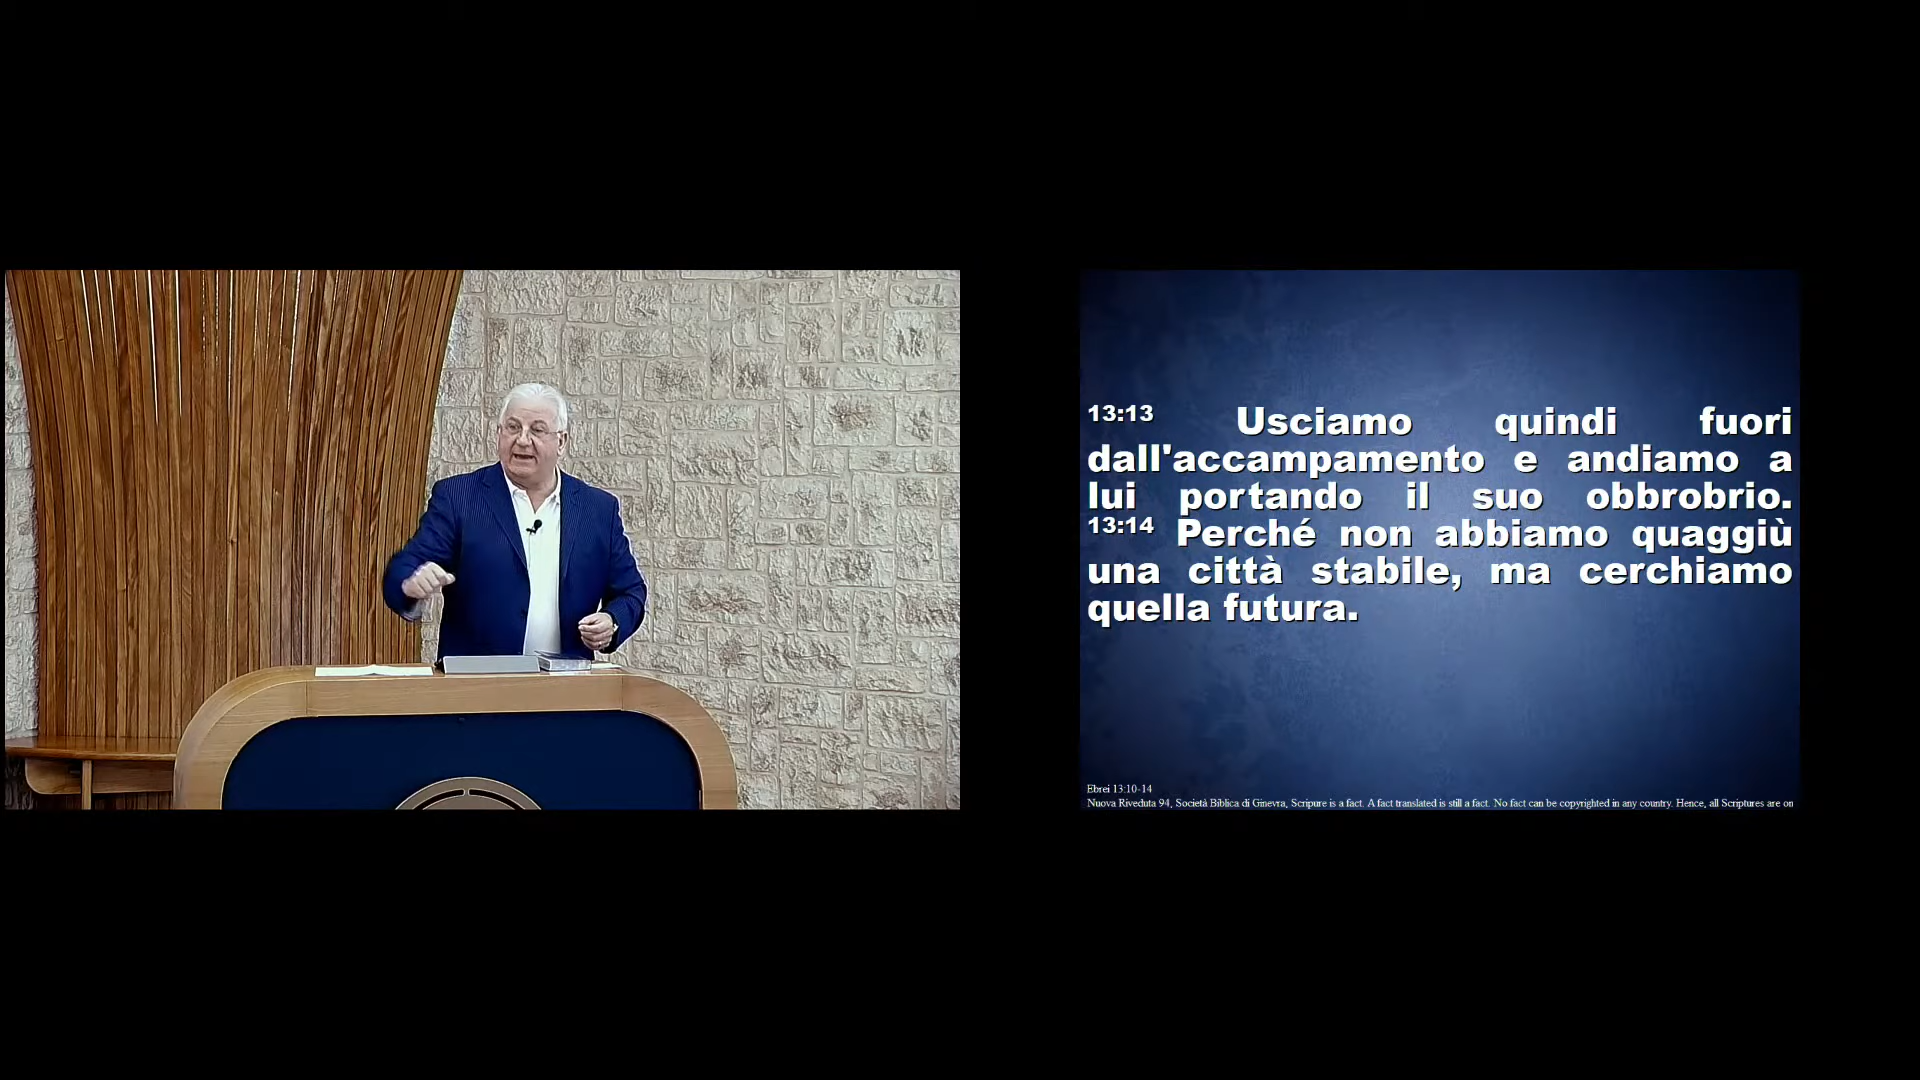 13:13 Usciamo quindi fuori
dall'accampamento e andiamo a
lui portando il suo obbrobrio.
13:14 Perché non abbiamo quaggiù
una città stabile, ma cerchiamo
quella futura.
Ebrei 13:10-14
Nuova Riveduta 94, Società Biblica di Ginevra, Scripure is a fact. A fact translated is still a fact. No fact can be copyrighted in any country. Hence, all Scriptures are on